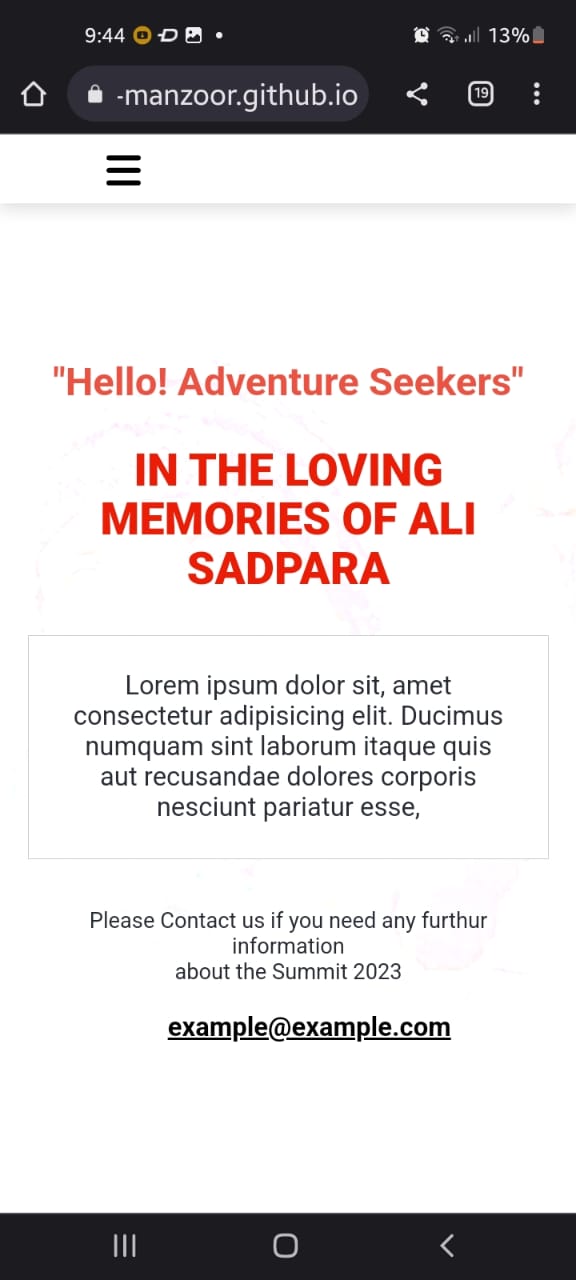 9:44
13%
-manzoor.github.io
19
"Hello! Adventure Seekers"
IN THE LOVING
MEMORIES OF ALI
SADPARA
Lorem ipsum dolor sit, amet
consectetur adipisicing elit. Ducimus
numquam sint laborum itaque quis
aut recusandae dolores corporis
nesciunt pariatur esse,
Please Contact us if you need any furthur
information
about the Summit 2023
example@example.com